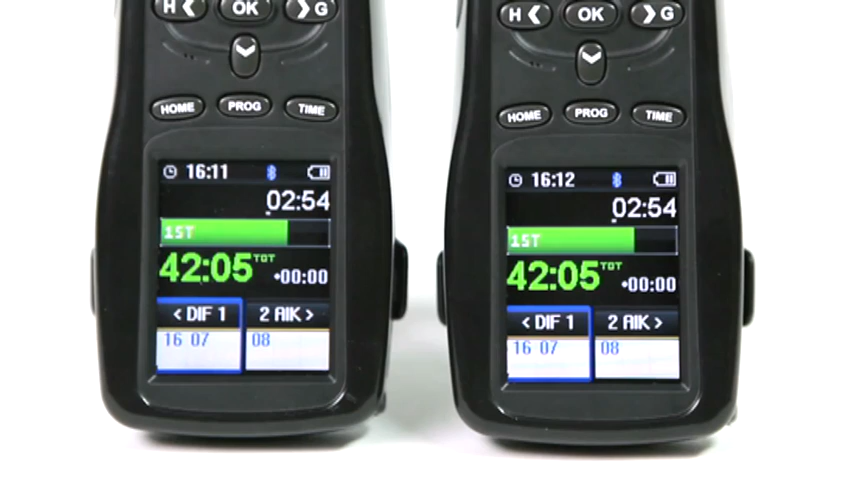 H OK G
HOME PROG TIME
16:11
02:54
1ST
42:05 TGT +00:00
< DIF 1 2 AIK >
16 07 08
H OK G
HOME PROG TIME
16:12
02:54
1ST
42:05 TGT +00:00
< DIF 1 2 AIK >
16 07 08